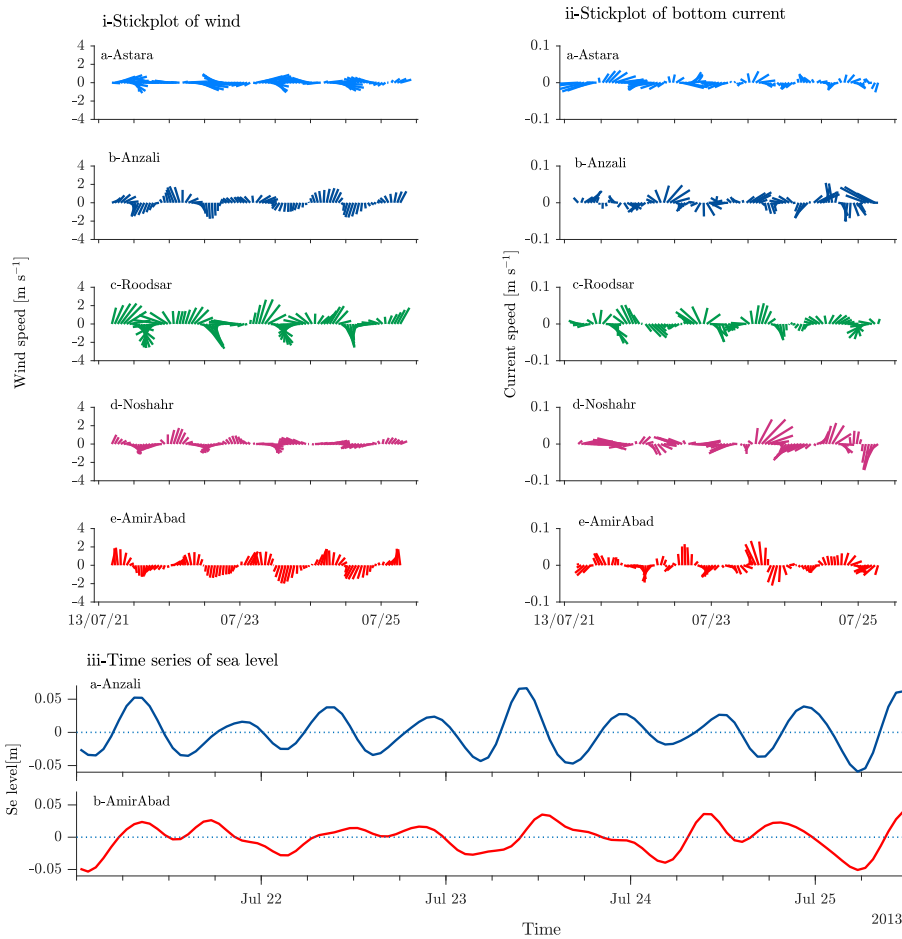 i-Stickplot of wind
ii-Stickplot of bottom current
4
a-Astara
2
0
-2
-4
0.1
a-Astara
0
-0.1
4
b-Anzali
2
0
-2
-4
0.1
b-Anzali
0
-0.1
Wind speed [m s−1]
4
c-Roodsar
2
0
-2
-4
Current speed [m s−1]
0.1
c-Roodsar
0
-0.1
4
d-Noshahr
2
0
-2
-4
0.1
d-Noshahr
0
-0.1
4
e-AmirAbad
2
0
-2
-4
13/07/21 07/23 07/25
0.1
e-AmirAbad
0
-0.1
13/07/21 07/23 07/25
iii-Time series of sea level
a-Anzali
0.05
0
-0.05
Se level[m]
b-AmirAbad
0.05
0
-0.05
Jul 22 Jul 23 Jul 24 Jul 25
2013
Time